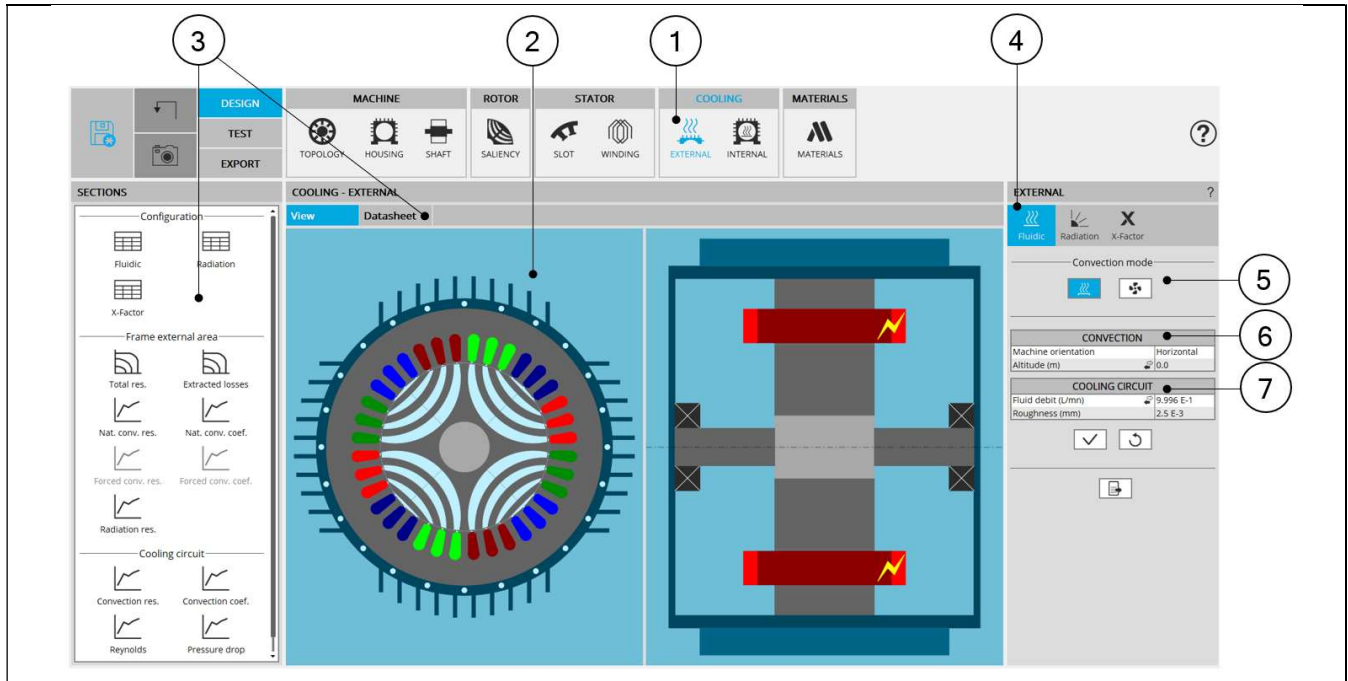 3
2
1
4
DESIGN
TEST
EXPORT
MACHINE
TOPOLOGY
HOUSING
SHAFT
ROTOR
SALIENCY
STATOR
SLOT
WINDING
COOLING
EXTERNAL
INTERNAL
MATERIALS
MATERIALS
?
SECTIONS
Configuration
Fluidic
Radiation
X-Factor
Frame external area
Total res.
Extracted losses
Nat. conv. res.
Nat. conv. coef.
Forced conv. res.
Forced conv. coef.
Radiation res.
Cooling circuit
Convection res.
Convection coef.
Reynolds
Pressure drop
COOLING - EXTERNAL
View
Datasheet
EXTERNAL ?
Fluidic
Radiation
X
X-Factor
Convection mode
5
CONVECTION
6
Machine orientation Horizontal
Altitude (m) 0.0
COOLING CIRCUIT
7
Fluid debit (L/mn) 9.996 E-1
Roughness (mm) 2.5 E-3